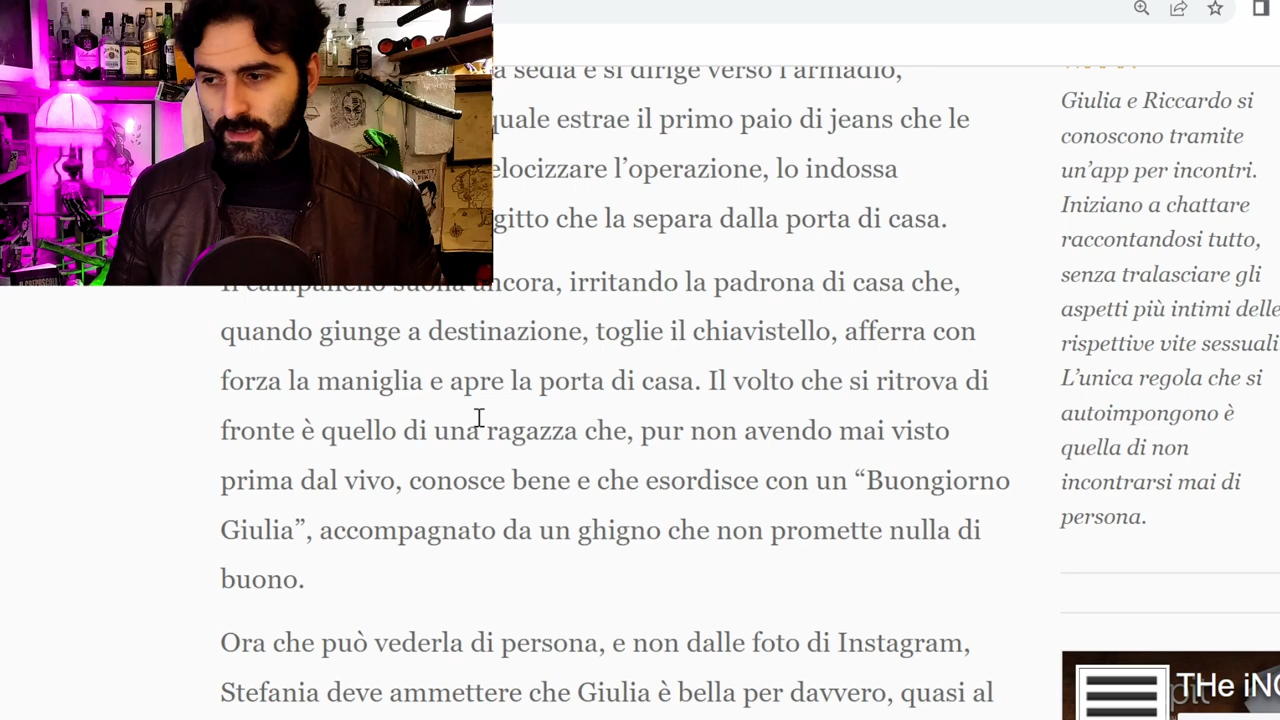 a sedia e si dirige verso l'armadio,
quale estrae il primo paio di jeans che le
elocizzare l'operazione, lo indossa
gitto che la separa dalla porta di casa.
Il campanello suona ancora, irritando la padrona di casa che,
quando giunge a destinazione, toglie il chiavistello, afferra con
forza la maniglia e apre la porta di casa. Il volto che si ritrova di
fronte è quello di una ragazza che, pur non avendo mai visto
prima dal vivo, conosce bene e che esordisce con un “Buongiorno
Giulia”, accompagnato da un ghigno che non promette nulla di
buono.
Ora che può vederla di persona, e non dalle foto di Instagram,
Stefania deve ammettere che Giulia è bella per davvero, quasi al
Giulia e Riccardo si
conoscono tramite
un'app per incontri.
Iniziano a chattare
raccontandosi tutto,
senza tralasciare gli
aspetti più intimi delle
rispettive vite sessuali
L'unica regola che si
autoimpongono è
quella di non
incontrarsi mai di
persona.
THe iNC
FUMETTI